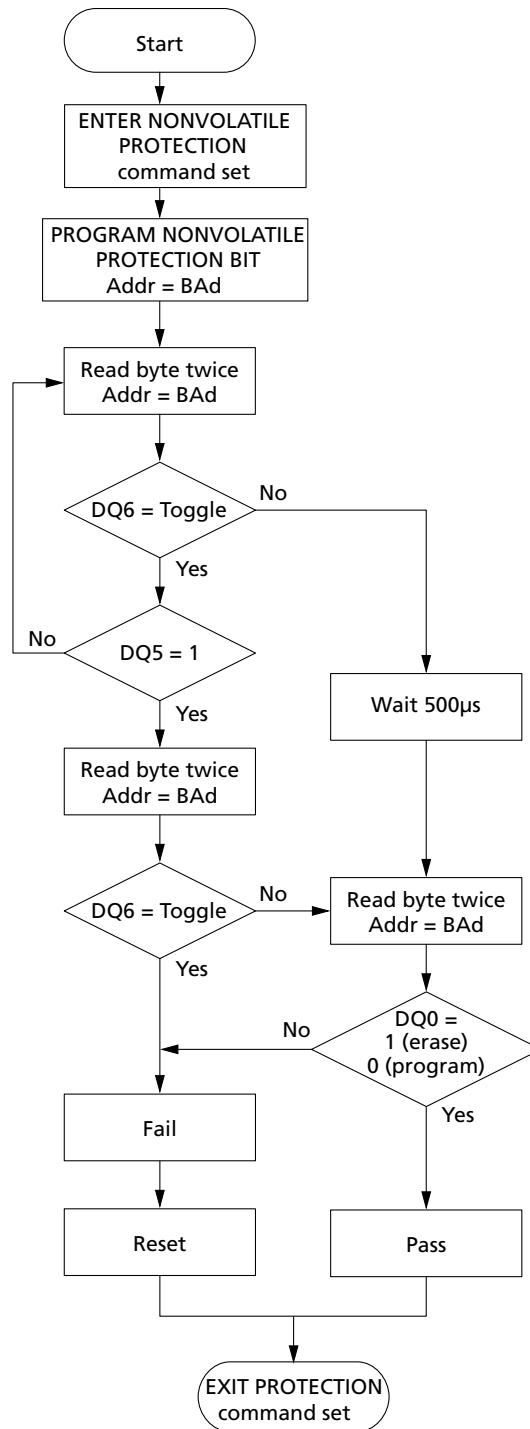 Start
ENTER NONVOLATILE
PROTECTION
command set
PROGRAM NONVOLATILE
PROTECTION BIT
Addr = BAd
Read byte twice
Addr = BAd
DQ6 = Toggle
No
Yes
DQ5 = 1
No
Yes
Wait 500µs
Read byte twice
Addr = BAd
DQ6 = Toggle
No
Yes
Read byte twice
Addr = BAd
DQ0 =
1 (erase)
0 (program)
No
Yes
Fail
Reset
Pass
EXIT PROTECTION
command set